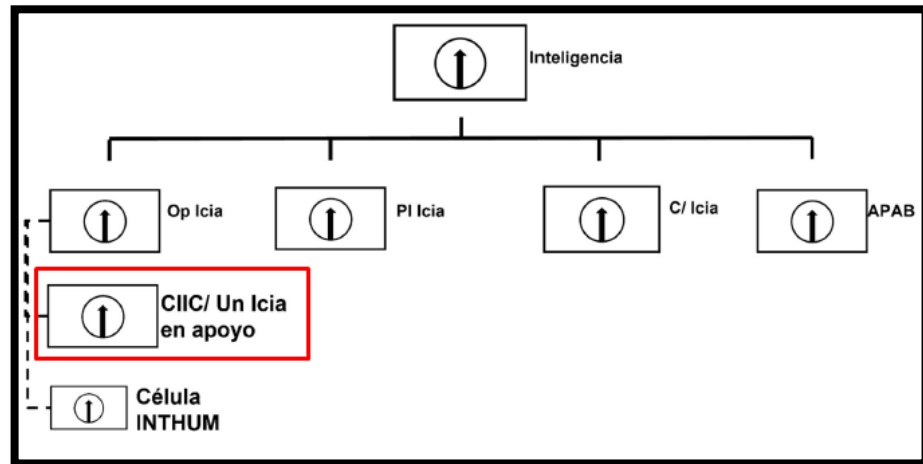 Inteligencia
Op Icia
Pl Icia
C/ Icia
APAB
CIIC/ Un Icia
en apoyo
Célula
INTHUM